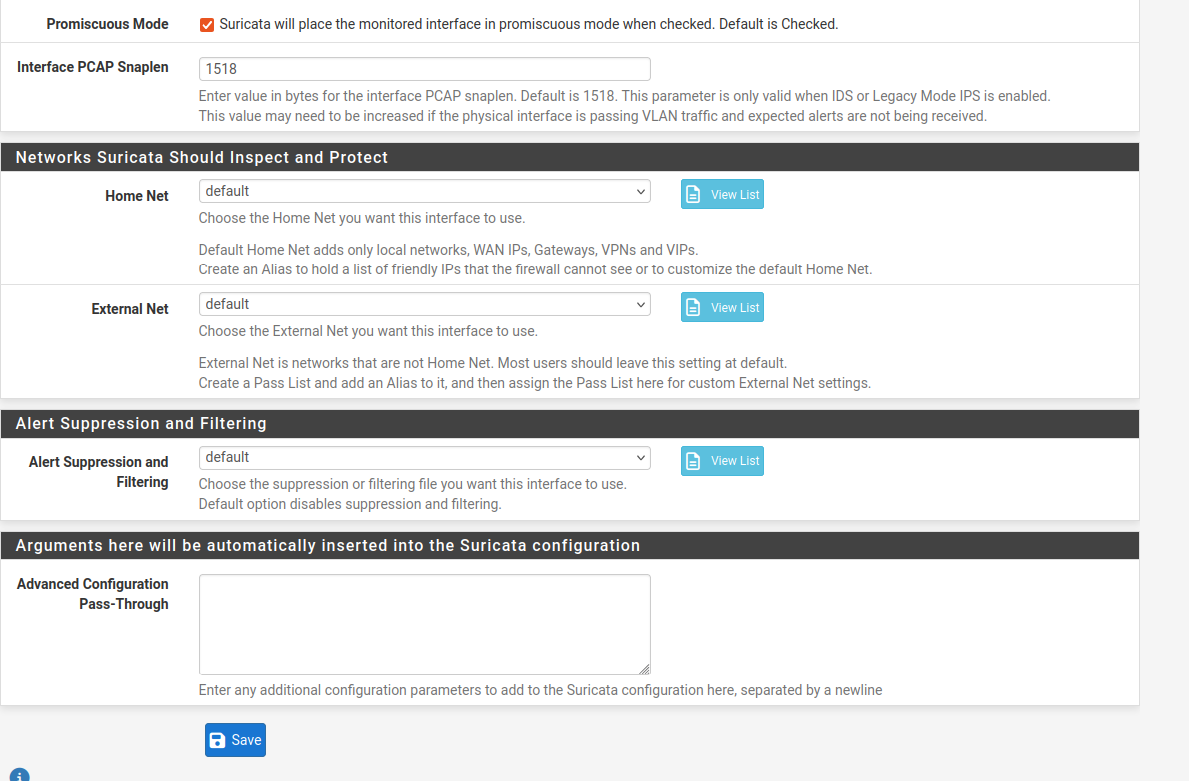 Promiscuous Mode
Suricata will place the monitored interface in promiscuous mode when checked. Default is Checked.
Interface PCAP Snaplen
1518
Enter value in bytes for the interface PCAP snaplen. Default is 1518. This parameter is only valid when IDS or Legacy Mode IPS is enabled.
This value may need to be increased if the physical interface is passing VLAN traffic and expected alerts are not being received.
Networks Suricata Should Inspect and Protect
Home Net
default
View List
Choose the Home Net you want this interface to use.
Default Home Net adds only local networks, WAN IPs, Gateways, VPNs and VIPs.
Create an Alias to hold a list of friendly IPs that the firewall cannot see or to customize the default Home Net.
External Net
default
View List
Choose the External Net you want this interface to use.
External Net is networks that are not Home Net. Most users should leave this setting at default.
Create a Pass List and add an Alias to it, and then assign the Pass List here for custom External Net settings.
Alert Suppression and Filtering
Alert Suppression and
Filtering
default
View List
Choose the suppression or filtering file you want this interface to use.
Default option disables suppression and filtering.
Arguments here will be automatically inserted into the Suricata configuration
Advanced Configuration
Pass-Through
Enter any additional configuration parameters to add to the Suricata configuration here, separated by a newline
Save